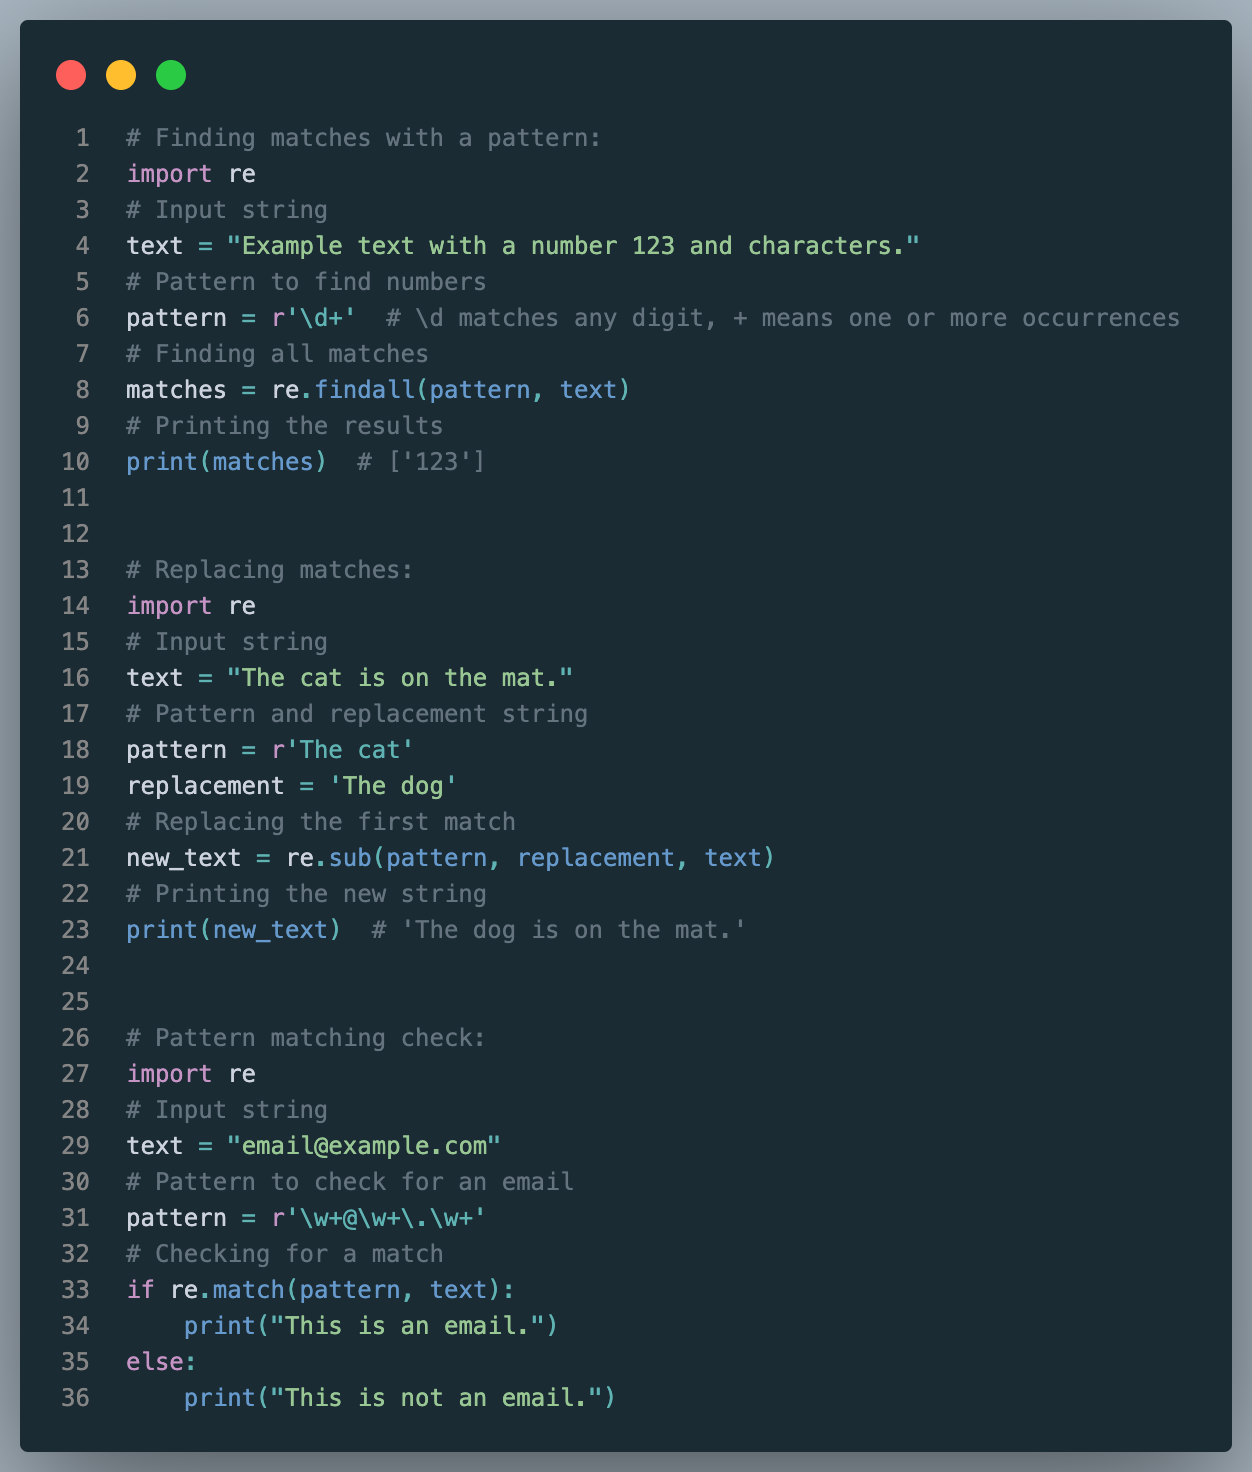 1 # Finding matches with a pattern:
2 import re
3 # Input string
4 text = "Example text with a number 123 and characters."
5 # Pattern to find numbers
6 pattern = r'\d+'  # \d matches any digit, + means one or more occurrences
7 # Finding all matches
8 matches = re.findall(pattern, text)
9 # Printing the results
10 print(matches)  # ['123']
11
12
13 # Replacing matches:
14 import re
15 # Input string
16 text = "The cat is on the mat."
17 # Pattern and replacement string
18 pattern = r'The cat'
19 replacement = 'The dog'
20 # Replacing the first match
21 new_text = re.sub(pattern, replacement, text)
22 # Printing the new string
23 print(new_text)  # 'The dog is on the mat.'
24
25
26 # Pattern matching check:
27 import re
28 # Input string
29 text = "email@example.com"
30 # Pattern to check for an email
31 pattern = r'\w+@\w+\.\w+'
32 # Checking for a match
33 if re.match(pattern, text):
34     print("This is an email.")
35 else:
36     print("This is not an email.")